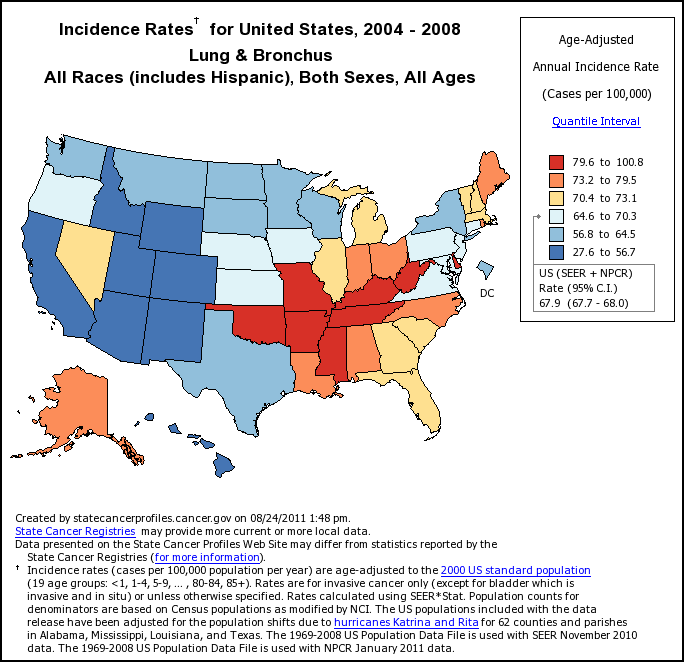 Incidence Rates† for United States, 2004 - 2008
Lung & Bronchus
All Races (includes Hispanic), Both Sexes, All Ages
Age-Adjusted
Annual Incidence Rate
(Cases per 100,000)
Quantile Interval
79.6 to 100.8
73.2 to 79.5
70.4 to 73.1
64.6 to 70.3
56.8 to 64.5
27.6 to 56.7
US (SEER + NPCR)
Rate (95% C.I.)
67.9 (67.7 - 68.0)
DC
Created by statecancerprofiles.cancer.gov on 08/24/2011 1:48 pm.
State Cancer Registries may provide more current or more local data.
Data presented on the State Cancer Profiles Web Site may differ from statistics reported by the
State Cancer Registries (for more information).
† Incidence rates (cases per 100,000 population per year) are age-adjusted to the 2000 US standard population
(19 age groups: <1, 1-4, 5-9, ... , 80-84, 85+). Rates are for invasive cancer only (except for bladder which is
invasive and in situ) or unless otherwise specified. Rates calculated using SEER*Stat. Population counts for
denominators are based on Census populations as modified by NCI. The US populations included with the data
release have been adjusted for the population shifts due to hurricanes Katrina and Rita for 62 counties and parishes
in Alabama, Mississippi, Louisiana, and Texas. The 1969-2008 US Population Data File is used with SEER November 2010
data. The 1969-2008 US Population Data File is used with NPCR January 2011 data.